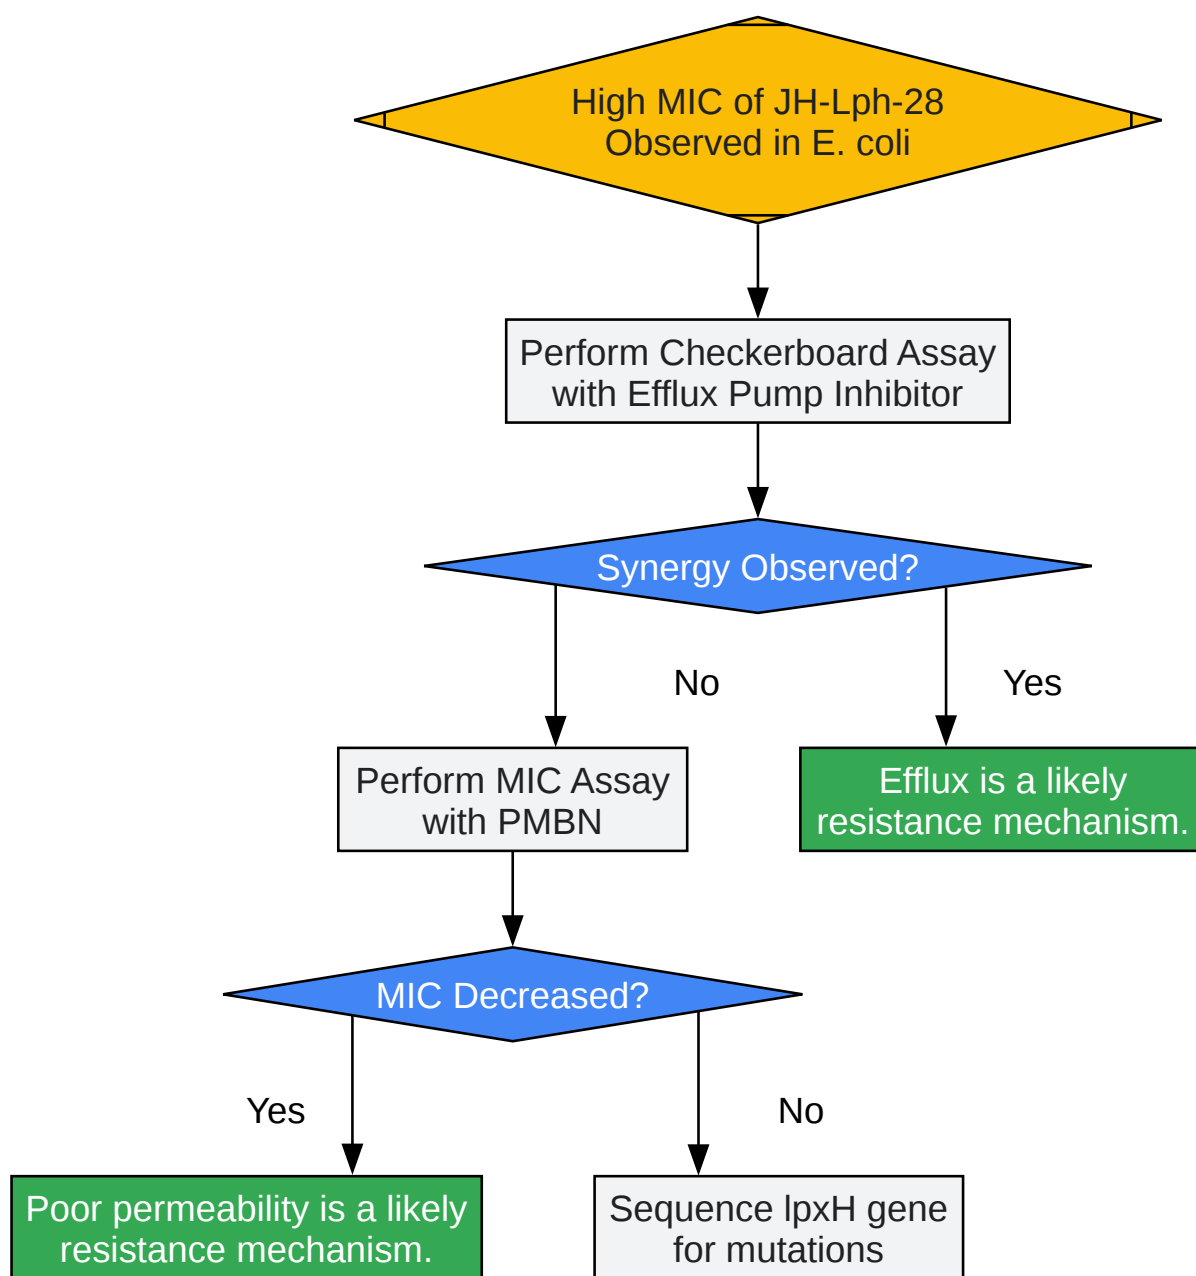 High MIC of JH-Lph-28
Observed in E. coli
Perform Checkerboard Assay
with Efflux Pump Inhibitor
Synergy Observed?
No
Yes
Perform MIC Assay
with PMBN
Efflux is a likely
resistance mechanism.
MIC Decreased?
Yes
No
Poor permeability is a likely
resistance mechanism.
Sequence lpxH gene
for mutations